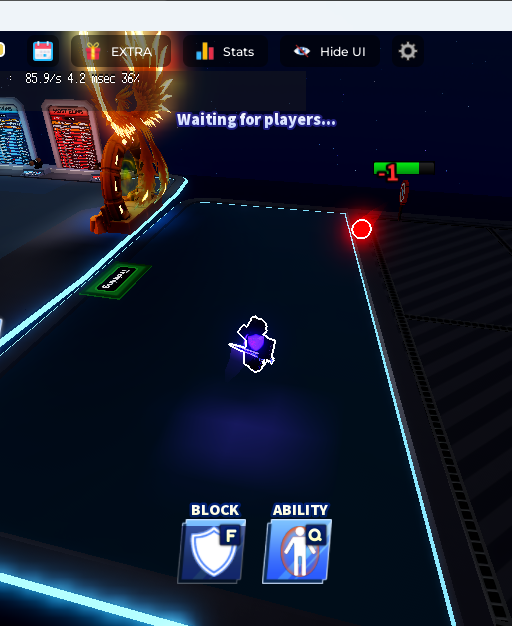 EXTRA
Stats
Hide UI
: 85.9/s 4.2 msec 36%
Waiting for players...
-1
BLOCK
ABILITY
F
Q